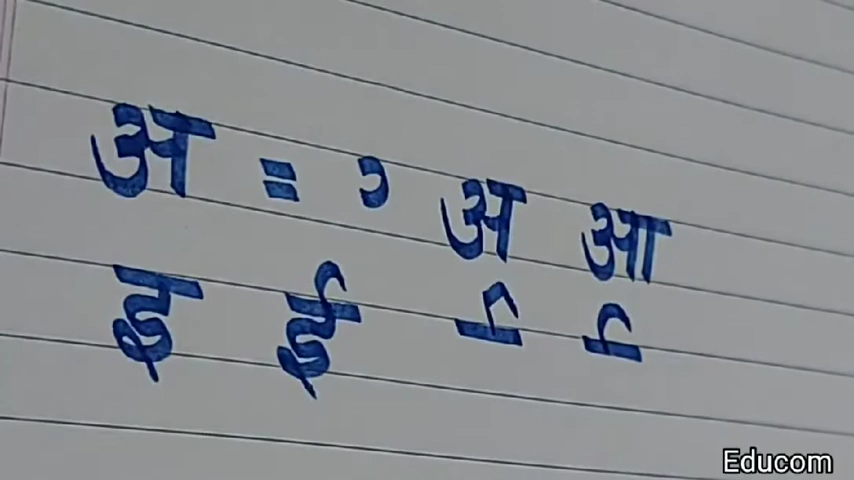 अ = अ आ
इ ई
Educom